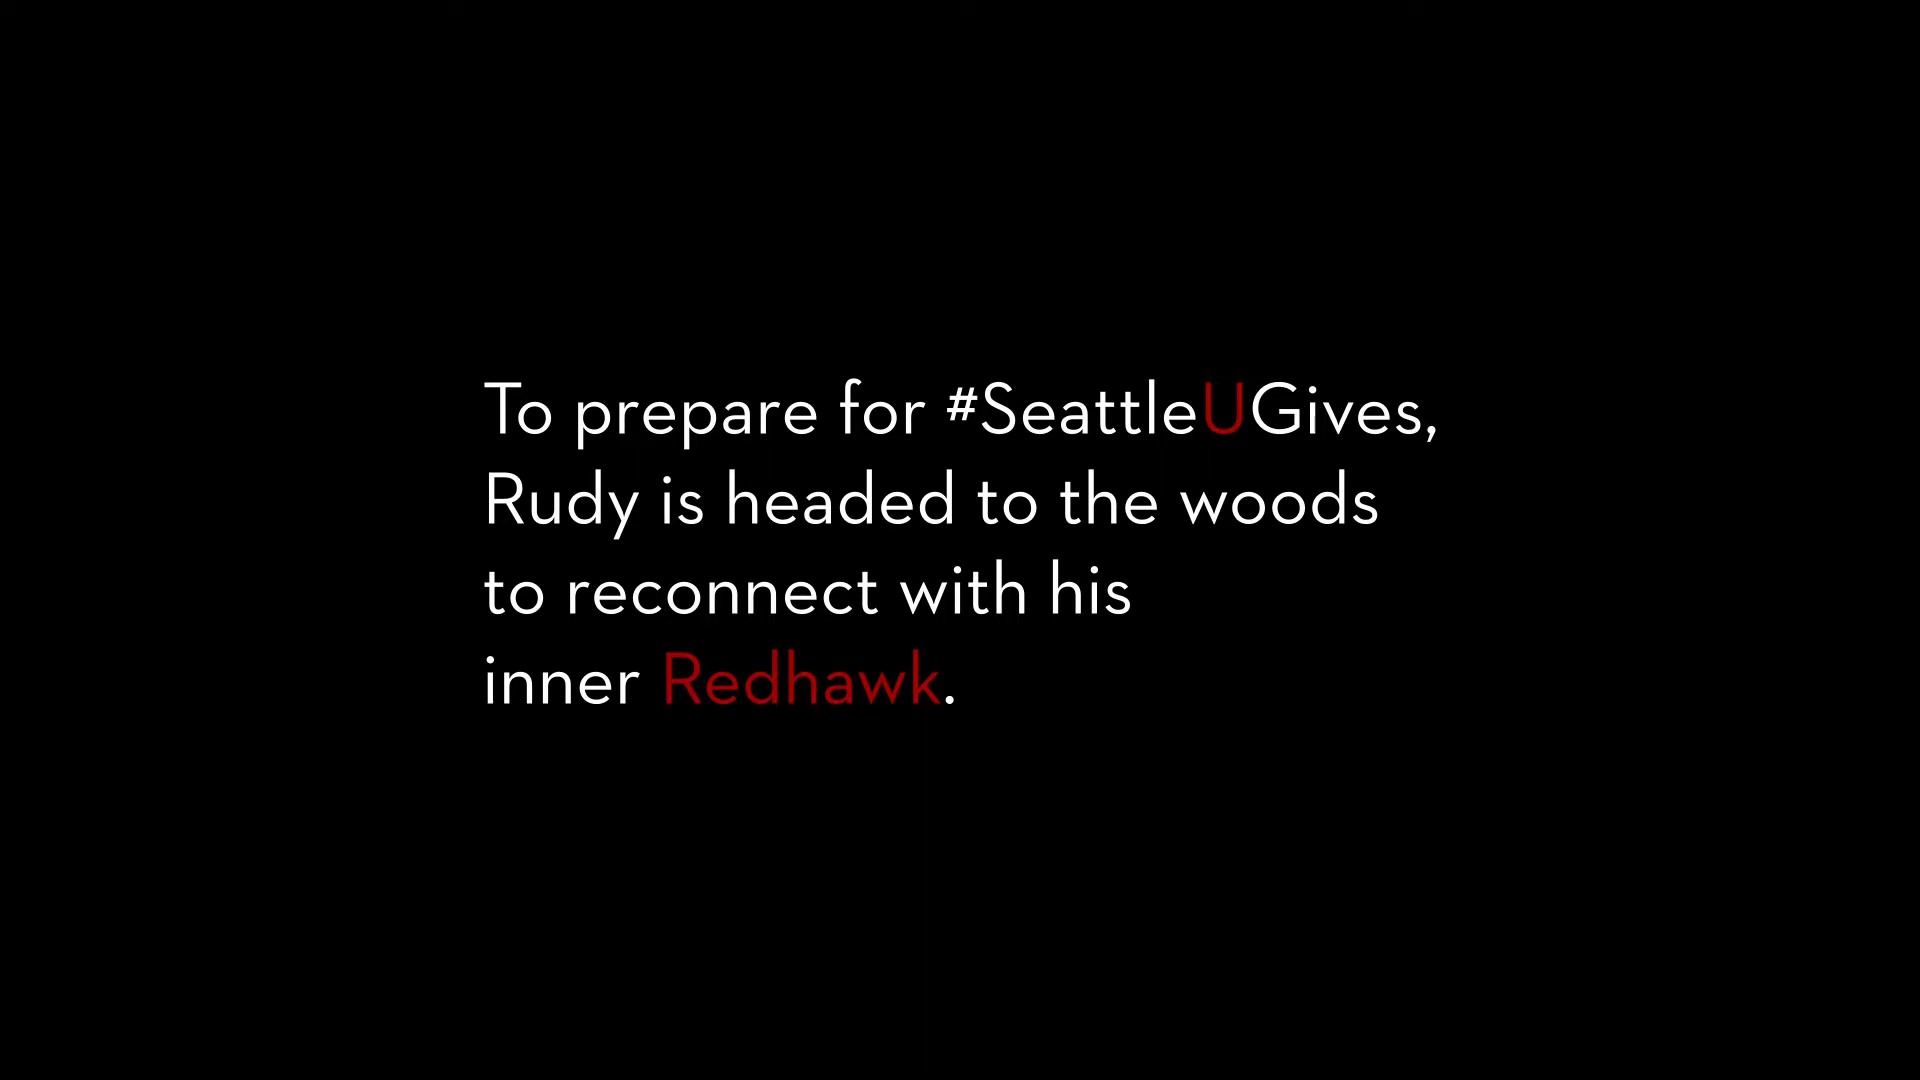 To prepare for #SeattleUGives,
Rudy is headed to the woods
to reconnect with his
inner Redhawk.